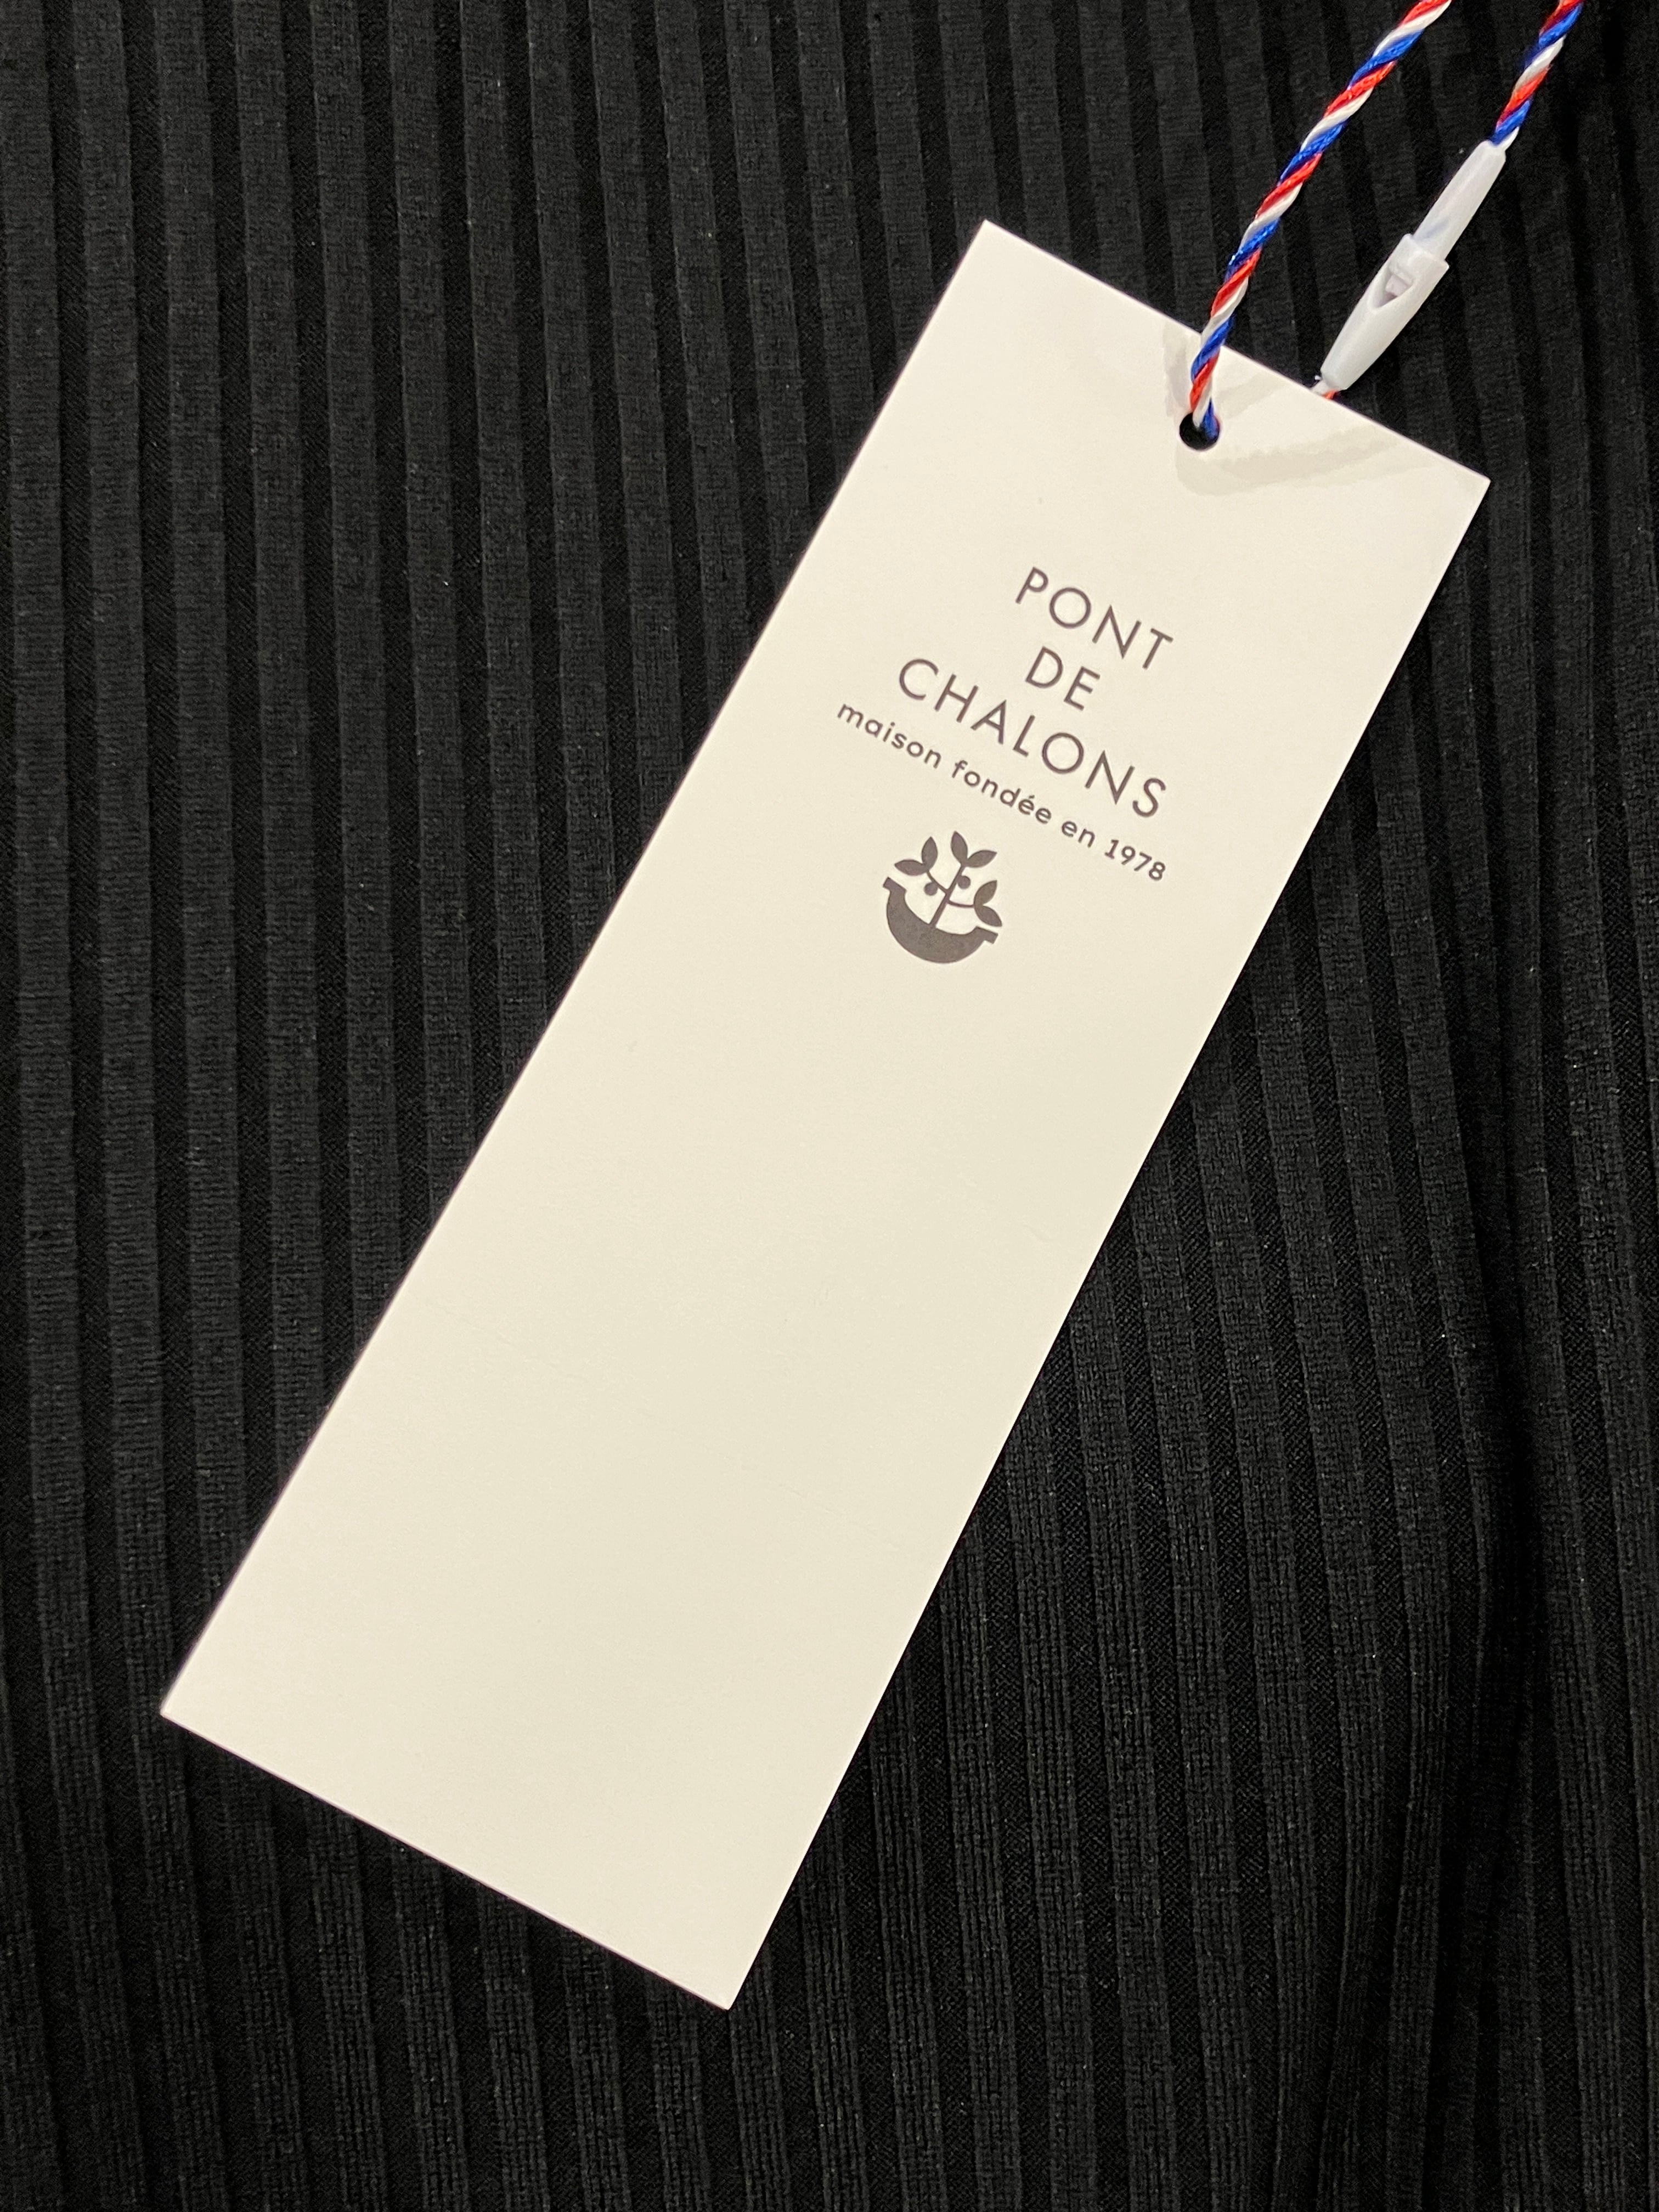 PONT
DE
CHALONS
maison fondée en 1978